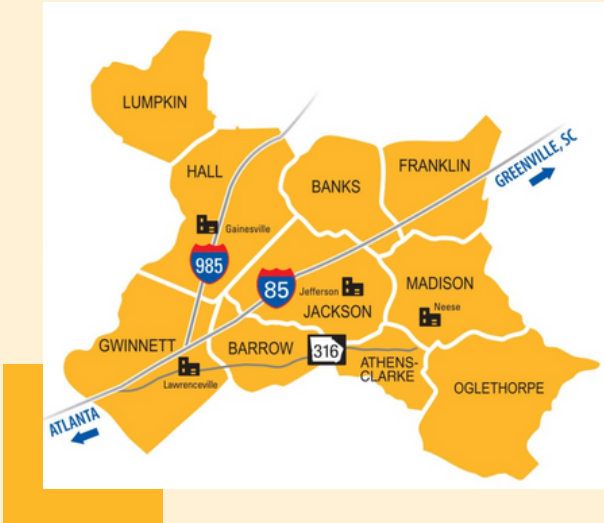 LUMPKIN
HALL
BANKS
FRANKLIN
GREENVILLE, SC
Gainesville
985
85
Jefferson
JACKSON
MADISON
Neese
GWINNETT
BARROW
316
ATHENS-
CLARKE
Lawrenceville
OGLETHORPE
ATLANTA